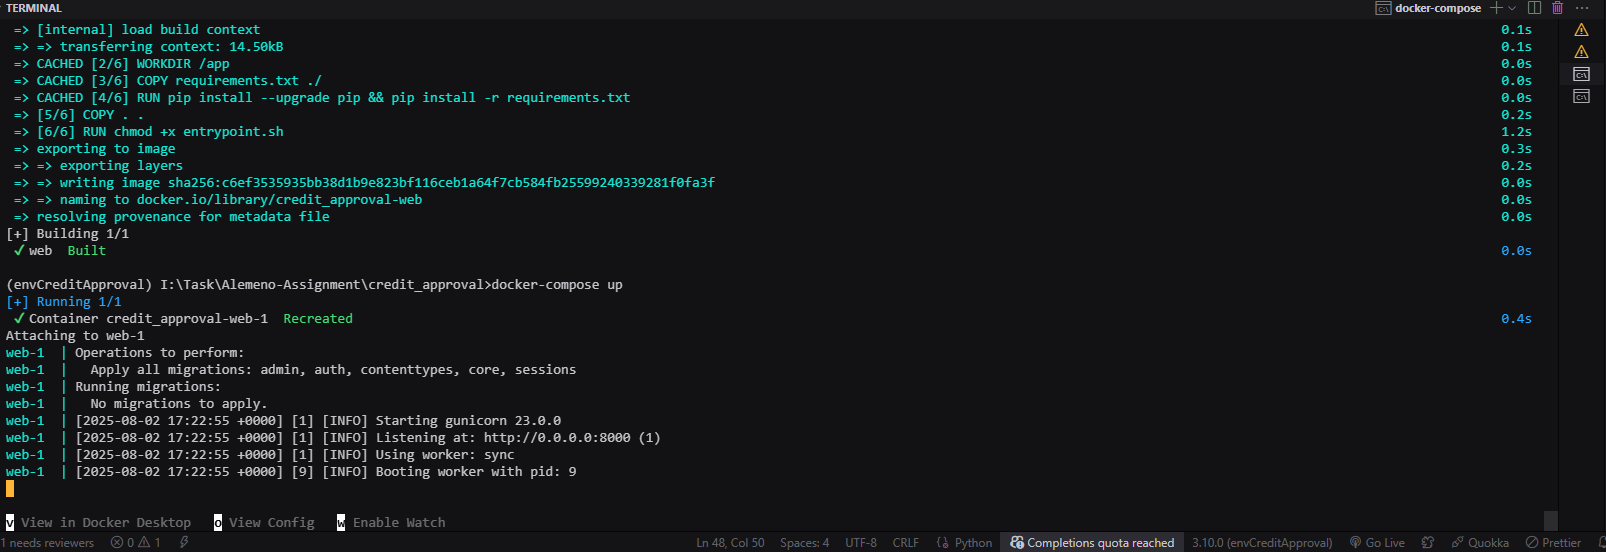 TERMINAL docker-compose
=> [internal] load build context 0.1s
=> => transferring context: 14.50kB 0.1s
=> CACHED [2/6] WORKDIR /app 0.0s
=> CACHED [3/6] COPY requirements.txt ./ 0.0s
=> CACHED [4/6] RUN pip install --upgrade pip && pip install -r requirements.txt 0.0s
=> [5/6] COPY . . 0.2s
=> [6/6] RUN chmod +x entrypoint.sh 1.2s
=> exporting to image 0.3s
=> => exporting layers 0.2s
=> => writing image sha256:c6ef3535935bb38d1b9e823bf116ceb1a64f7cb584fb25599240339281f0fa3f 0.0s
=> => naming to docker.io/library/credit_approval-web 0.0s
=> resolving provenance for metadata file 0.0s
[+] Building 1/1
✔ web Built 0.0s
(envCreditApproval) I:\Task\Alemeno-Assignment\credit_approval>docker-compose up
[+] Running 1/1
✔ Container credit_approval-web-1 Recreated 0.4s
Attaching to web-1
web-1 | Operations to perform:
web-1 | Apply all migrations: admin, auth, contenttypes, core, sessions
web-1 | Running migrations:
web-1 | No migrations to apply.
web-1 | [2025-08-02 17:22:55 +0000] [1] [INFO] Starting gunicorn 23.0.0
web-1 | [2025-08-02 17:22:55 +0000] [1] [INFO] Listening at: http://0.0.0.0:8000 (1)
web-1 | [2025-08-02 17:22:55 +0000] [1] [INFO] Using worker: sync
web-1 | [2025-08-02 17:22:55 +0000] [9] [INFO] Booting worker with pid: 9
v View in Docker Desktop o View Config w Enable Watch
1 needs reviewers 0 1 Ln 48, Col 50 Spaces: 4 UTF-8 CRLF Python Completions quota reached 3.10.0 (envCreditApproval) Go Live Quokka Prettier